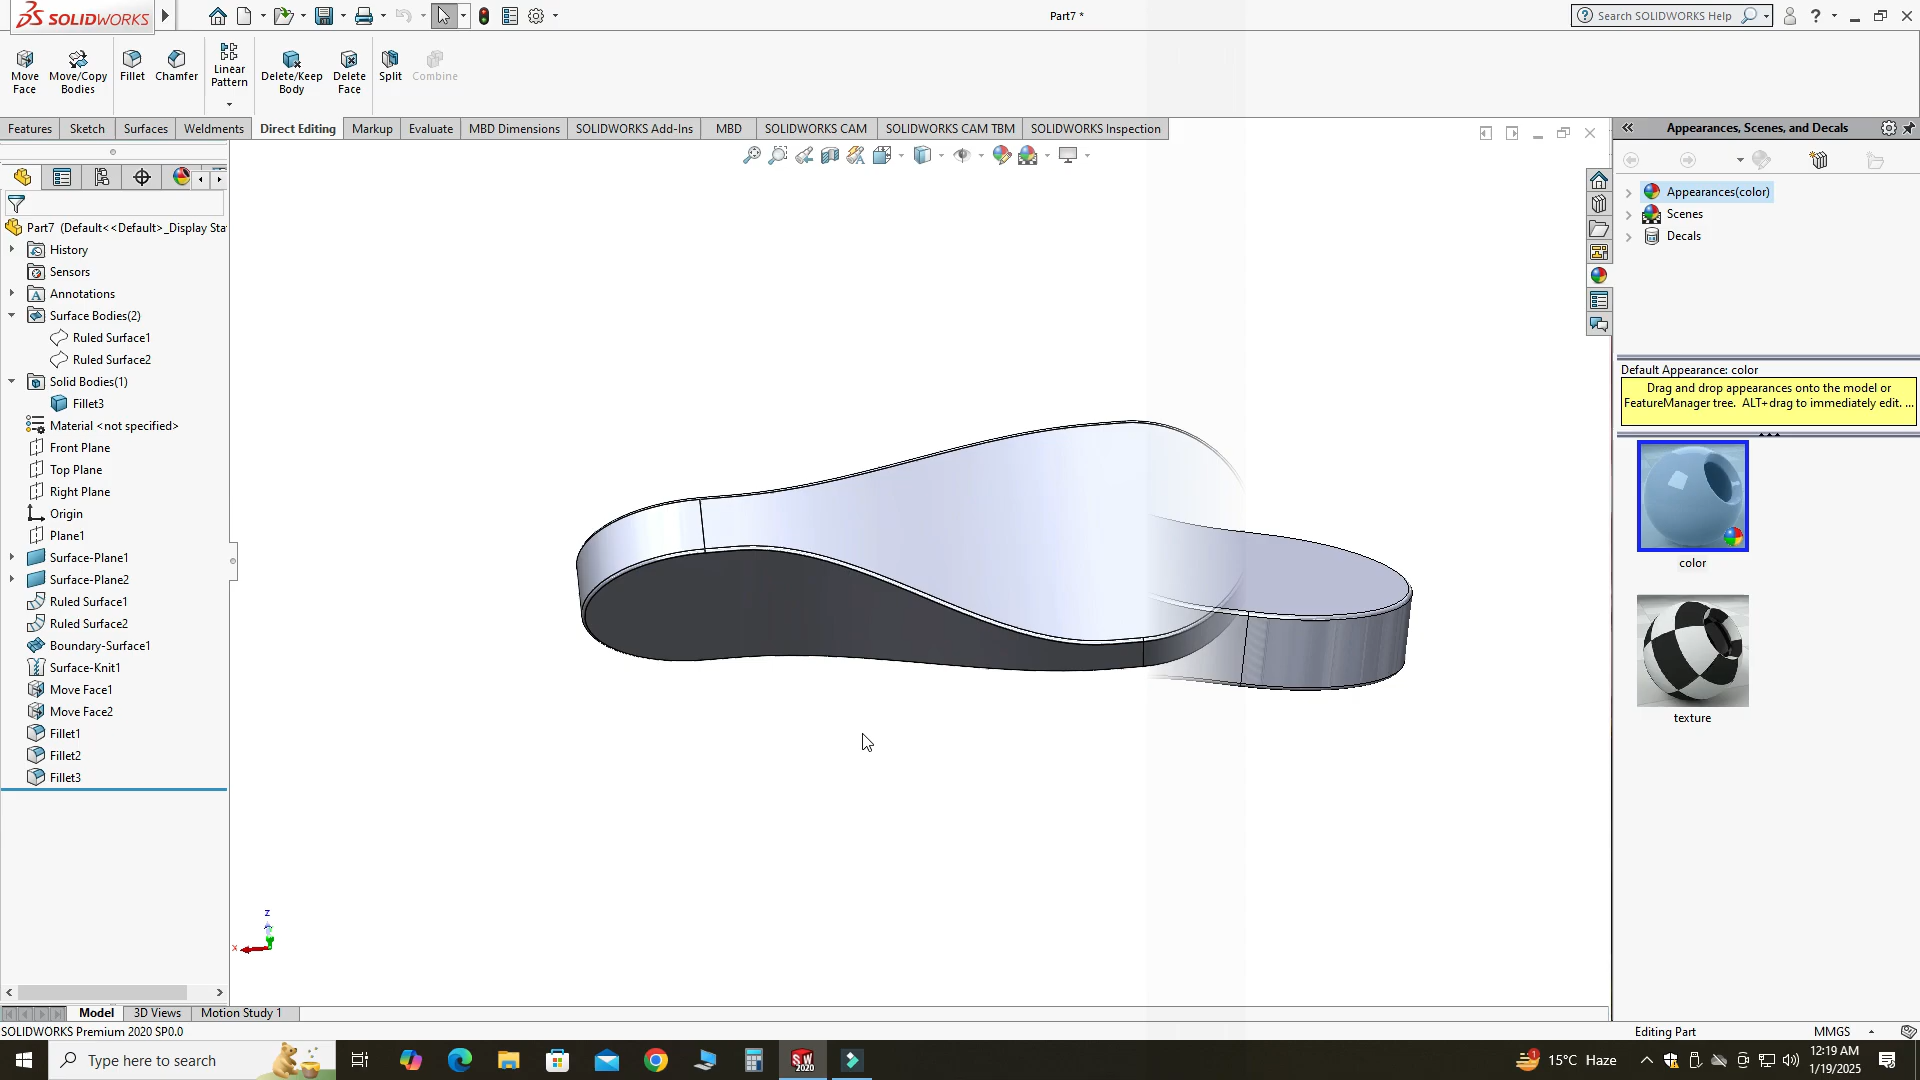 SOLIDWORKS
Part7 *
Search SOLIDWORKS Help
Move Face
Move/Copy Bodies
Fillet
Chamfer
Linear Pattern
Delete/Keep Body
Delete Face
Split
Combine
Features
Sketch
Surfaces
Weldments
Direct Editing
Markup
Evaluate
MBD Dimensions
SOLIDWORKS Add-Ins
MBD
SOLIDWORKS CAM
SOLIDWORKS CAM TBM
SOLIDWORKS Inspection
Part7 (Default<<Default>_Display Sta
History
Sensors
Annotations
Surface Bodies(2)
Ruled Surface1
Ruled Surface2
Solid Bodies(1)
Fillet3
Material <not specified>
Front Plane
Top Plane
Right Plane
Origin
Plane1
Surface-Plane1
Surface-Plane2
Ruled Surface1
Ruled Surface2
Boundary-Surface1
Surface-Knit1
Move Face1
Move Face2
Fillet1
Fillet2
Fillet3
z
x
Appearances, Scenes, and Decals
Appearances(color)
Scenes
Decals
Default Appearance: color
Drag and drop appearances onto the model or
FeatureManager tree. ALT+drag to immediately edit. ...
color
texture
Model
3D Views
Motion Study 1
SOLIDWORKS Premium 2020 SP0.0
Editing Part
MMGS
Type here to search
SW
2020
1
15°C Haze
12:19 AM
1/19/2025